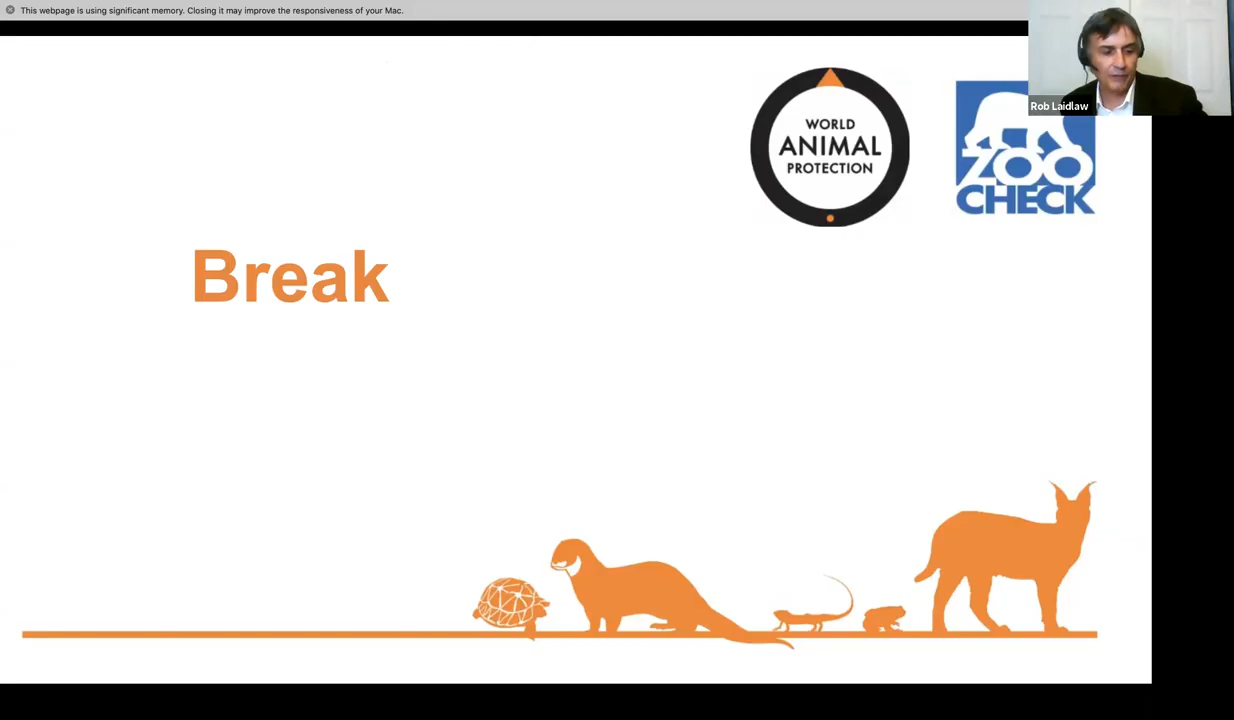 This webpage is using significant memory. Closing it may improve the responsiveness of your Mac.
Rob Laidlaw
WORLD
ANIMAL
PROTECTION
ZOO
CHECK
Break